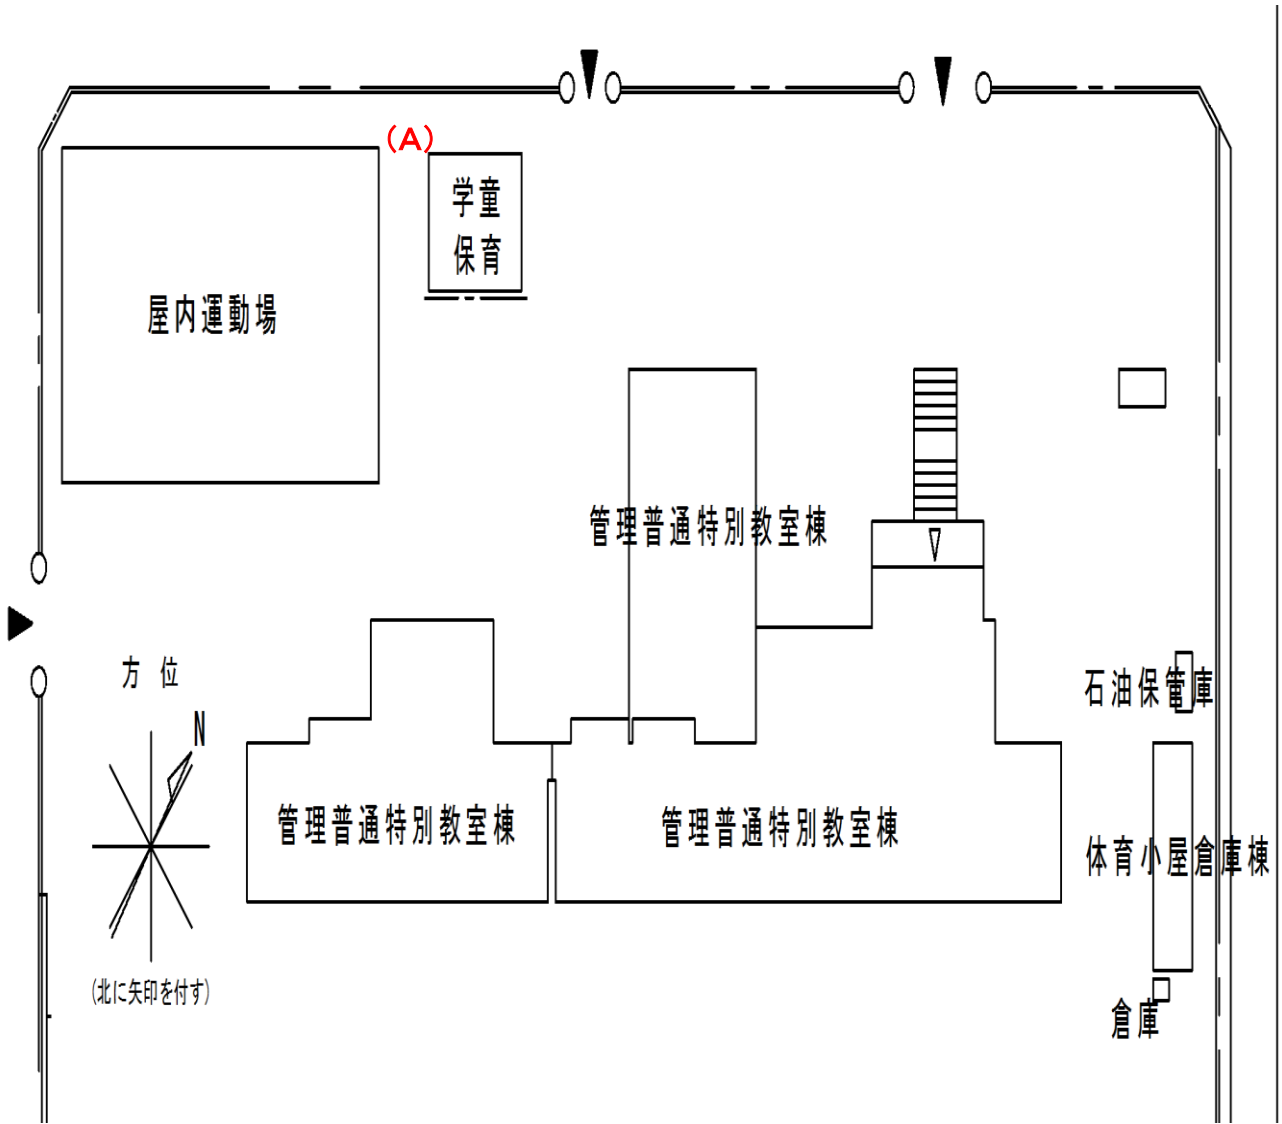 (A)
学童
保育
屋内運動場
管理普通特別教室棟
方位
N
石油保管庫
管理普通特別教室棟
管理普通特別教室棟
体育小屋倉庫棟
(北に矢印を付す)
倉庫